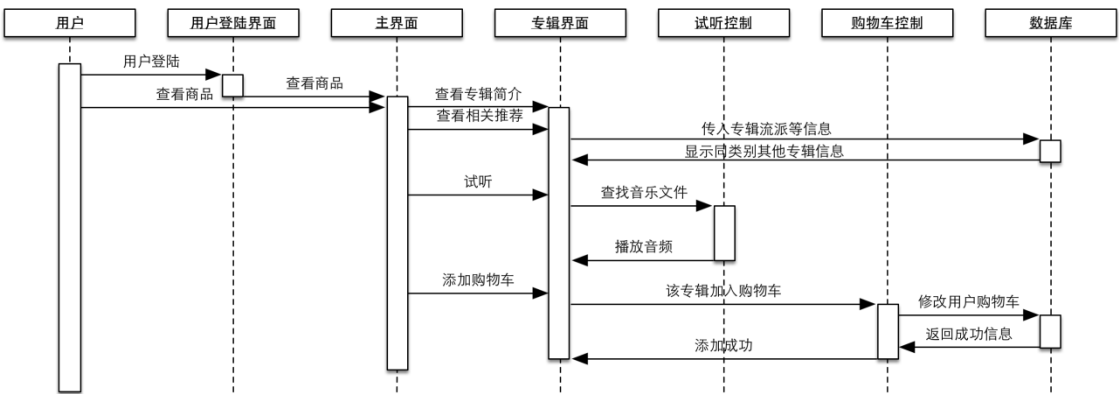 用户 用户登陆界面 主界面 专辑界面 试听控制 购物车控制 数据库
用户登陆
查看商品
查看商品
查看专辑简介
查看相关推荐
传入专辑流派等信息
显示同类别其他专辑信息
试听
查找音乐文件
播放音频
添加购物车
该专辑加入购物车
修改用户购物车
返回成功信息
添加成功